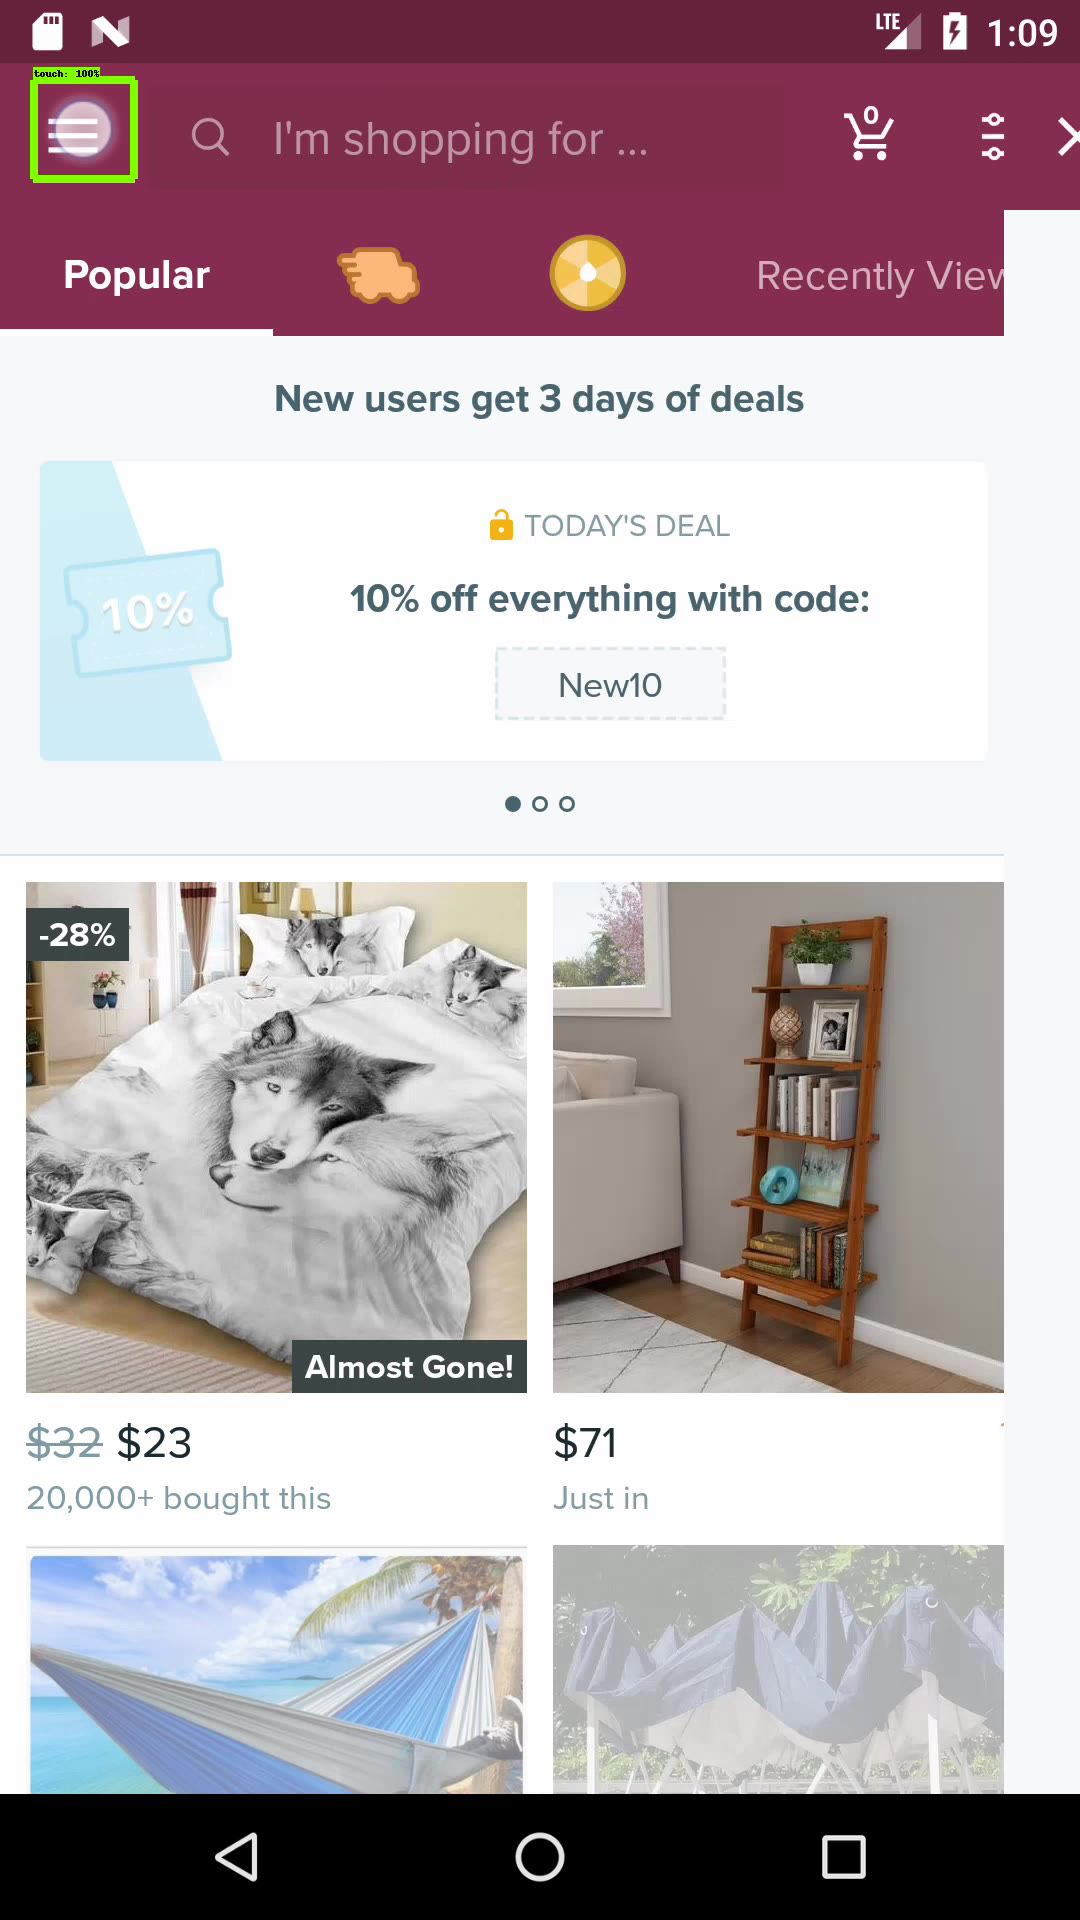 LTE 1:09
touch: 100%
I'm shopping for ...
0
Popular
Recently View
New users get 3 days of deals
TODAY'S DEAL
10% off everything with code:
10%
New10
-28%
Almost Gone!
$32 $23
$71
20,000+ bought this
Just in